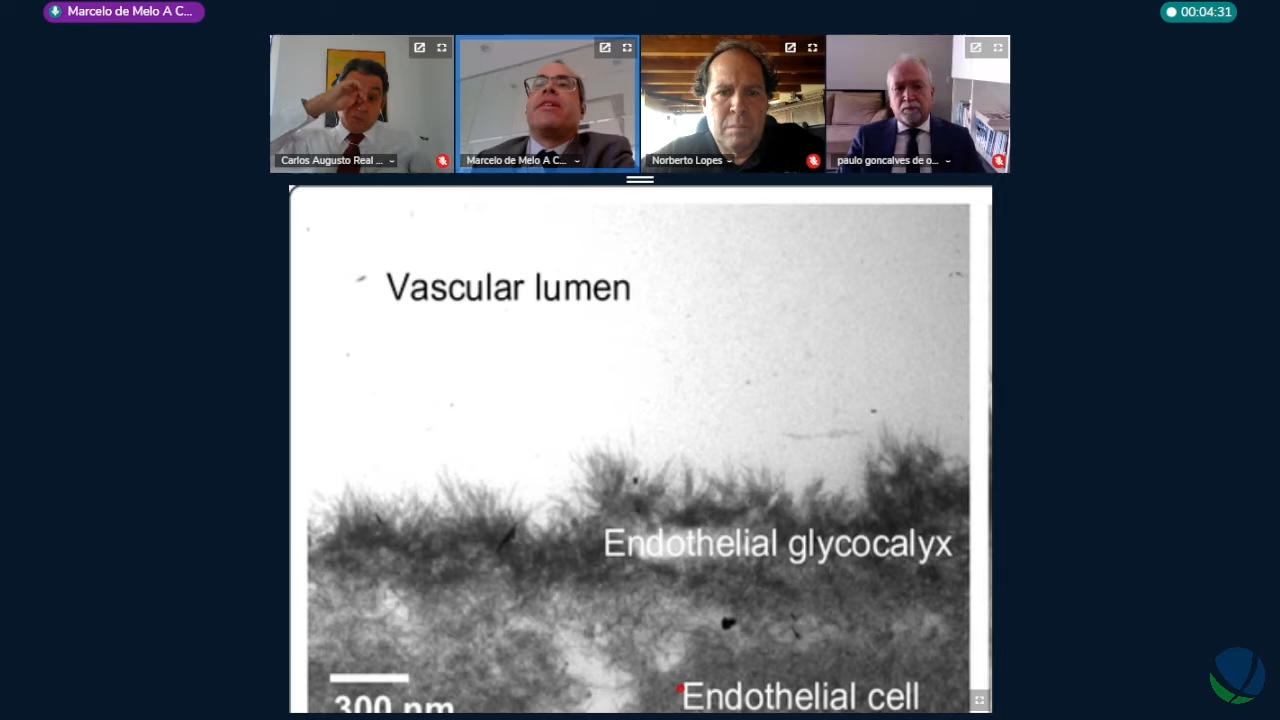 Marcelo de Melo A C...
00:04:31
Carlos Augusto Real ...
Marcelo de Melo A C...
Norberto Lopes
paulo goncalves de o...
Vascular lumen
Endothelial glycocalyx
Endothelial cell
300 nm